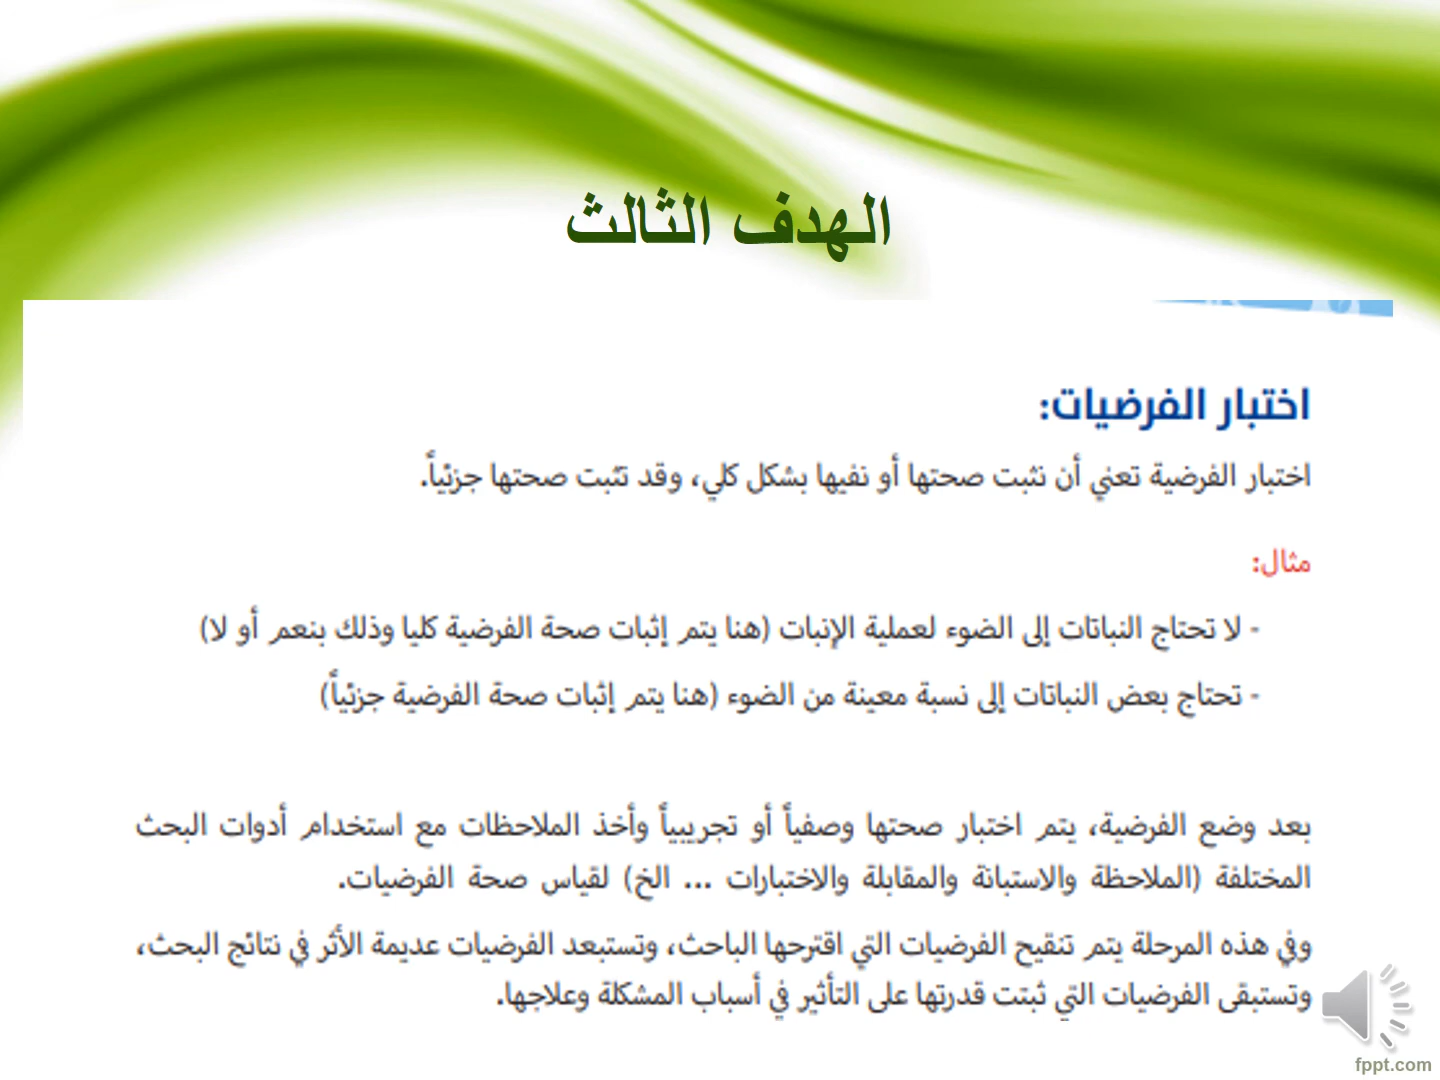 الهدف الثالث
اختبار الفرضيات:
اختبار الفرضية تعني أن نثبت صحتها أو نفيها بشكل كلي، وقد تثبت صحتها جزئياً.
مثال:
- لا تحتاج النباتات إلى الضوء لعملية الإنبات (هنا يتم إثبات صحة الفرضية كليا وذلك بنعم أو لا)
- تحتاج بعض النباتات إلى نسبة معينة من الضوء (هنا يتم إثبات صحة الفرضية جزئياً)
بعد وضع الفرضية، يتم اختبار صحتها وصفياً أو تجريبياً وأخذ الملاحظات مع استخدام أدوات البحث
المختلفة (الملاحظة والاستبانة والمقابلة والاختبارات ... الخ) لقياس صحة الفرضيات.
وفي هذه المرحلة يتم تنقيح الفرضيات التي اقترحها الباحث، وتستبعد الفرضيات عديمة الأثر في نتائج البحث،
وتستبقى الفرضيات التي ثبتت قدرتها على التأثير في أسباب المشكلة وعلاجها.
fppt.com